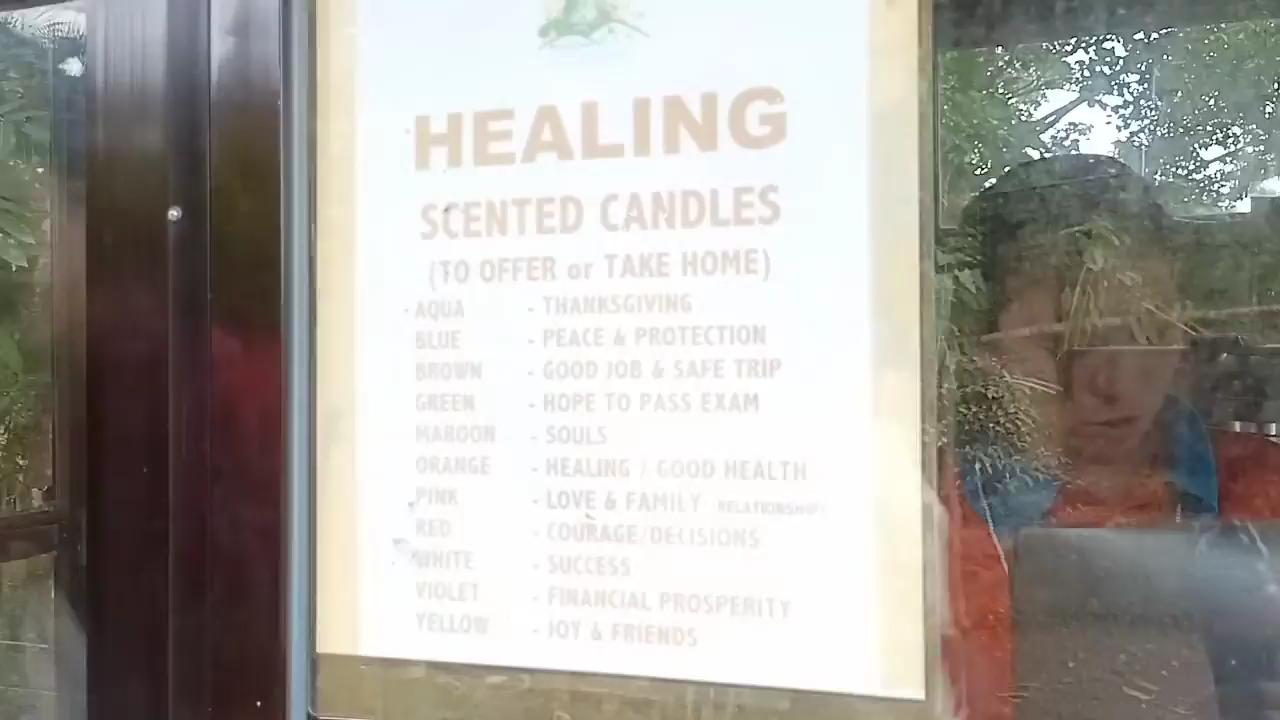 HEALING
SCENTED CANDLES
(TO OFFER or TAKE HOME)
AQUA - THANKSGIVING
BLUE - PEACE & PROTECTION
BROWN - GOOD JOB & SAFE TRIP
GREEN - HOPE TO PASS EXAM
MAROON - SOULS
ORANGE - HEALING / GOOD HEALTH
PINK - LOVE & FAMILY RELATIONSHIP
RED - COURAGE/DECISIONS
WHITE - SUCCESS
VIOLET - FINANCIAL PROSPERITY
YELLOW - JOY & FRIENDS